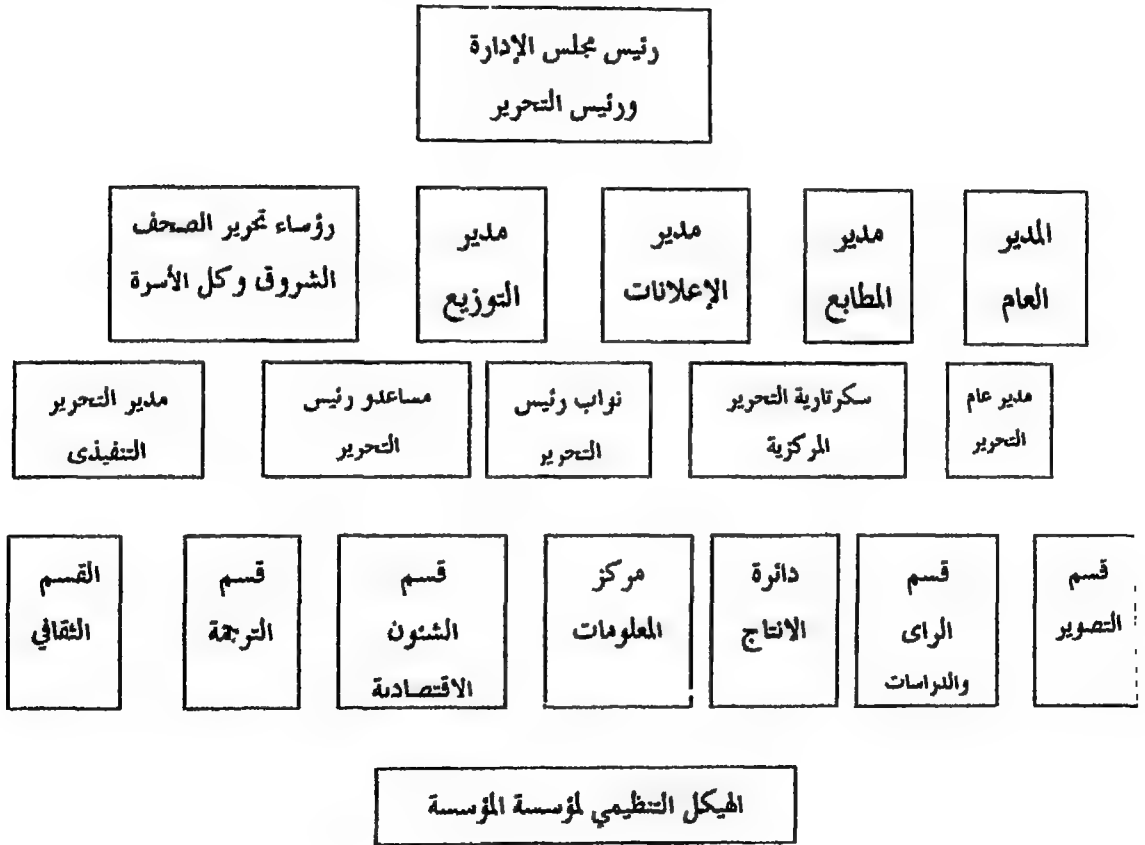 رئيس مجلس الإدارة
ورئيس التحرير
المدير
العام
مدير
المطابع
مدير
الإعلانات
مدير
التوزيع
رؤساء تحرير الصحف
الشروق وكل الأسرة
مدير عام
التحرير
سكرتارية التحرير
المركزية
نواب رئيس
التحرير
مساعدو رئيس
التحرير
مدير التحرير
التنفيذى
قسم
التصوير
قسم
الراى
والدراسات
دائرة
الانتاج
مركز
المعلومات
قسم
الشئون
الاقتصادية
قسم
الترجمة
القسم
الثقافي
الهيكل التنظيمي لمؤسسة المؤسسة